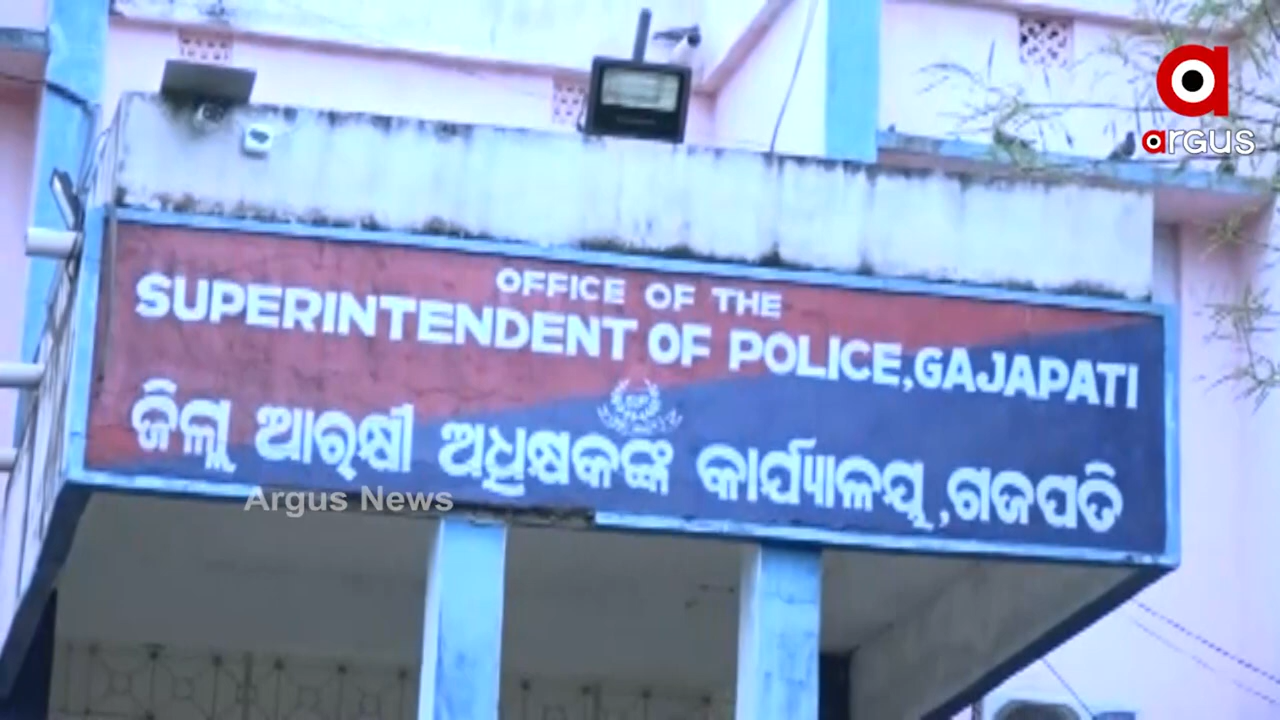 argus
OFFICE OF THE
SUPERINTENDENT OF POLICE,GAJAPATI
ଜିଲ୍ଲା ଆରକ୍ଷୀ ଅଧିକ୍ଷକଙ୍କ କାର୍ଯ୍ୟାଳୟ,ଗଜପତି
Argus News